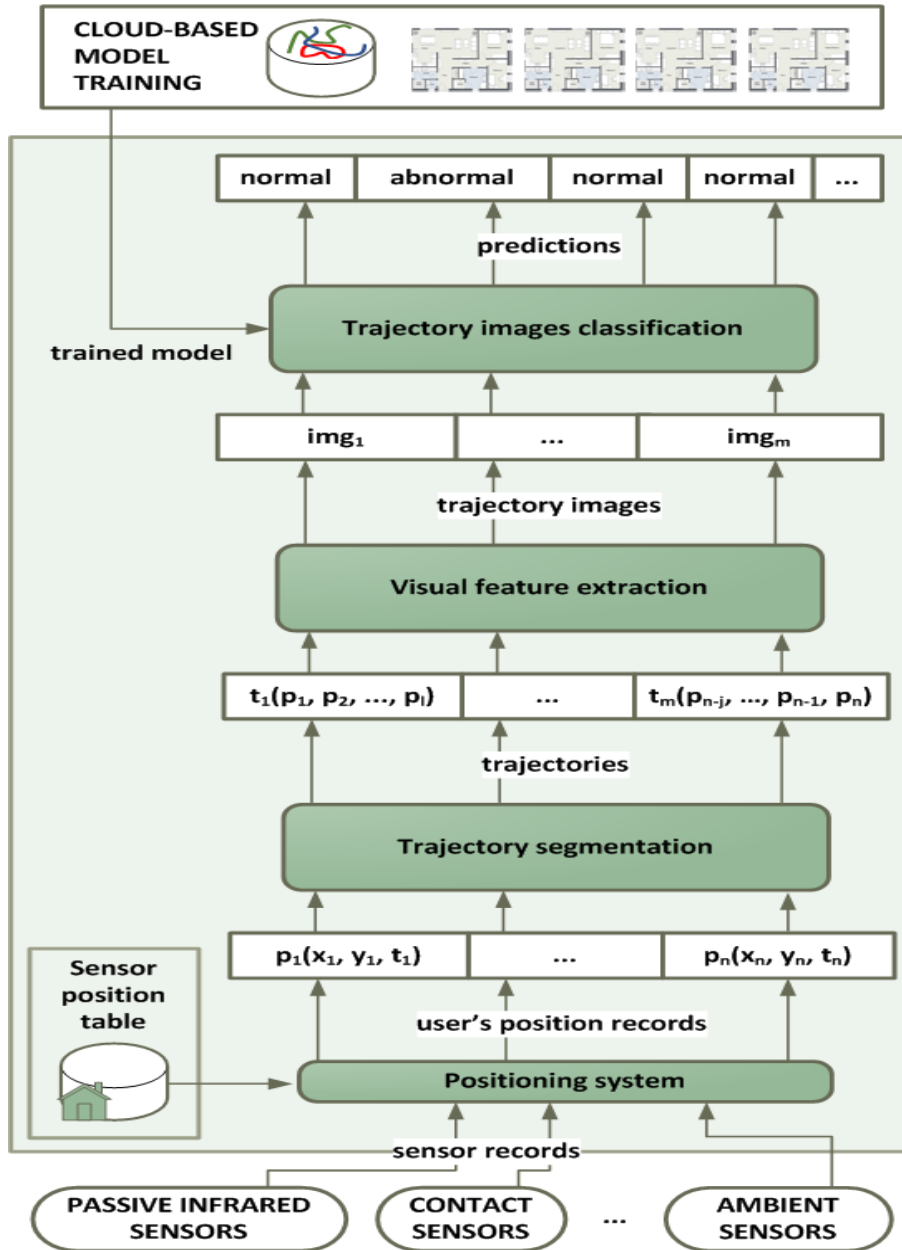 CLOUD-BASED
MODEL
TRAINING
normal abnormal normal normal ...
predictions
Trajectory images classification
trained model
img₁ ... imgₘ
trajectory images
Visual feature extraction
t₁(p₁, p₂, ..., pₗ) ... tₘ(pₙ₋ⱼ, ..., pₙ₋₁, pₙ)
trajectories
Trajectory segmentation
p₁(x₁, y₁, t₁) ... pₙ(xₙ, yₙ, tₙ)
Sensor
position
table
user's position records
Positioning system
sensor records
PASSIVE INFRARED
SENSORS
CONTACT
SENSORS
...
AMBIENT
SENSORS